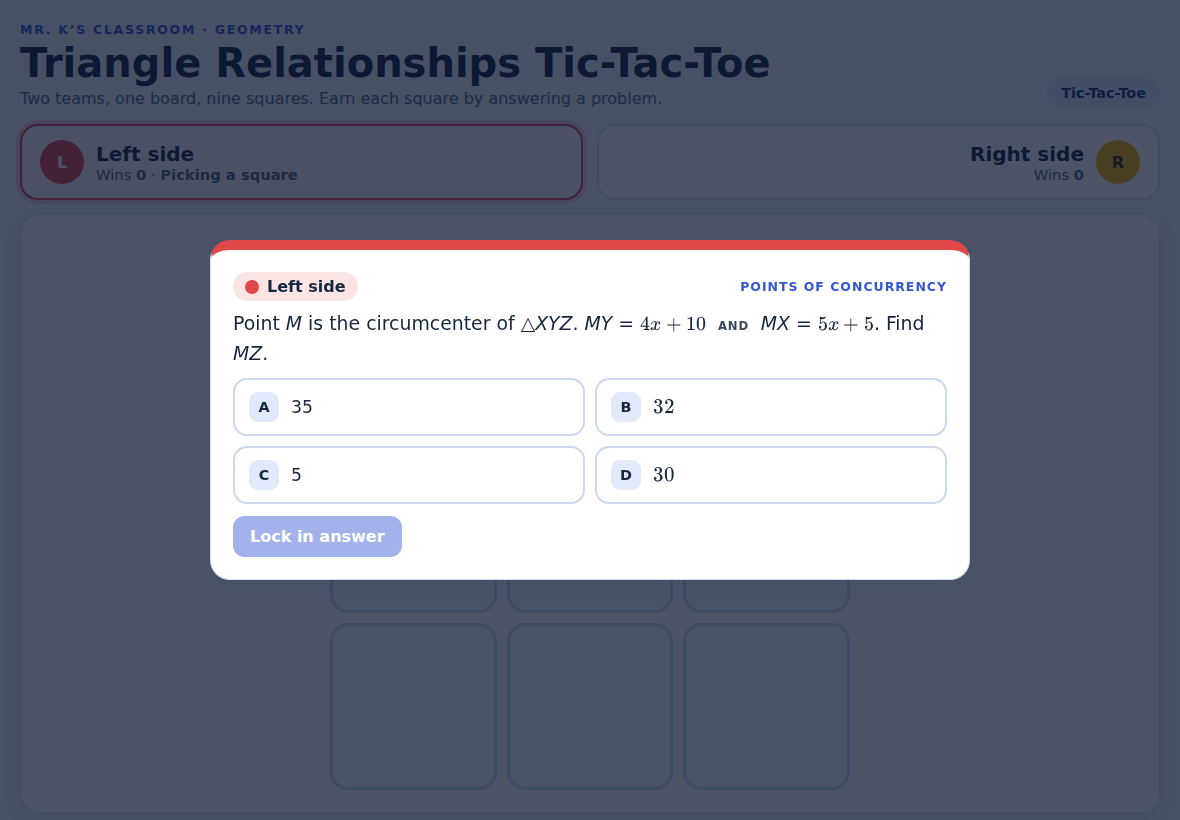 MR. K'S CLASSROOM · GEOMETRY
Triangle Relationships Tic-Tac-Toe
Two teams, one board, nine squares. Earn each square by answering a problem.
Tic-Tac-Toe
L
Left side
Wins 0 · Picking a square
Right side
Wins 0
R
Left side
POINTS OF CONCURRENCY
Point M is the circumcenter of △XYZ. MY = 4x + 10 AND MX = 5x + 5. Find
MZ.
A 35
B 32
C 5
D 30
Lock in answer